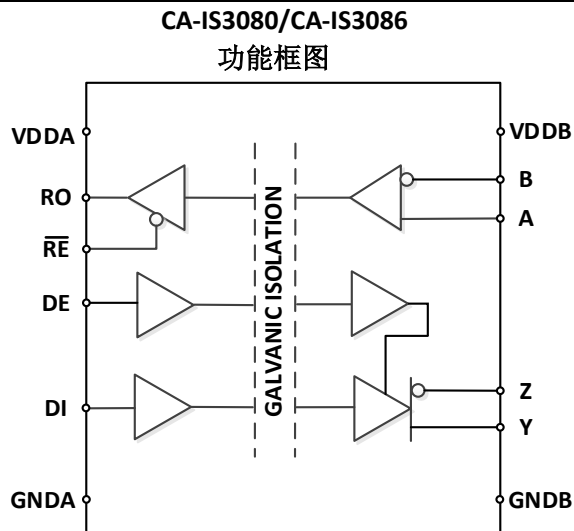 CA-IS3080/CA-IS3086
功能框图
VDDA
VDDB
RO
B
A
RE
DE
GALVANIC ISOLATION
DI
Z
Y
GNDA
GNDB